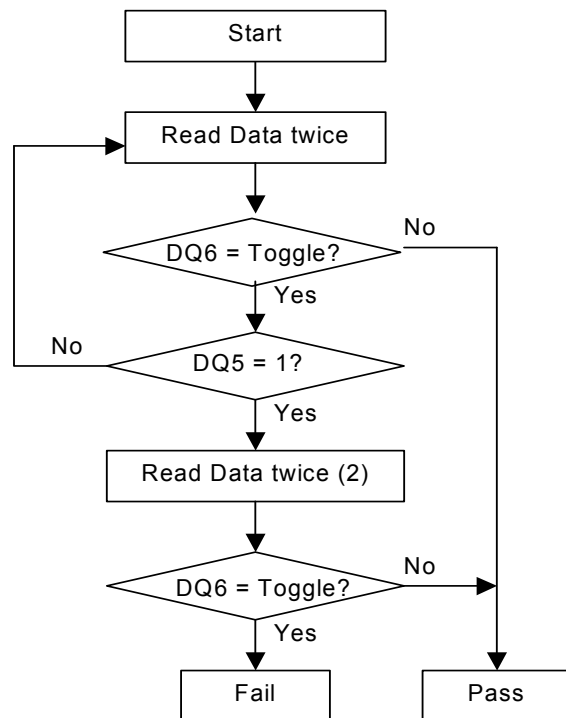 Start
Read Data twice
DQ6 = Toggle?
No
Yes
No
DQ5 = 1?
Yes
Read Data twice (2)
DQ6 = Toggle?
No
Yes
Fail
Pass